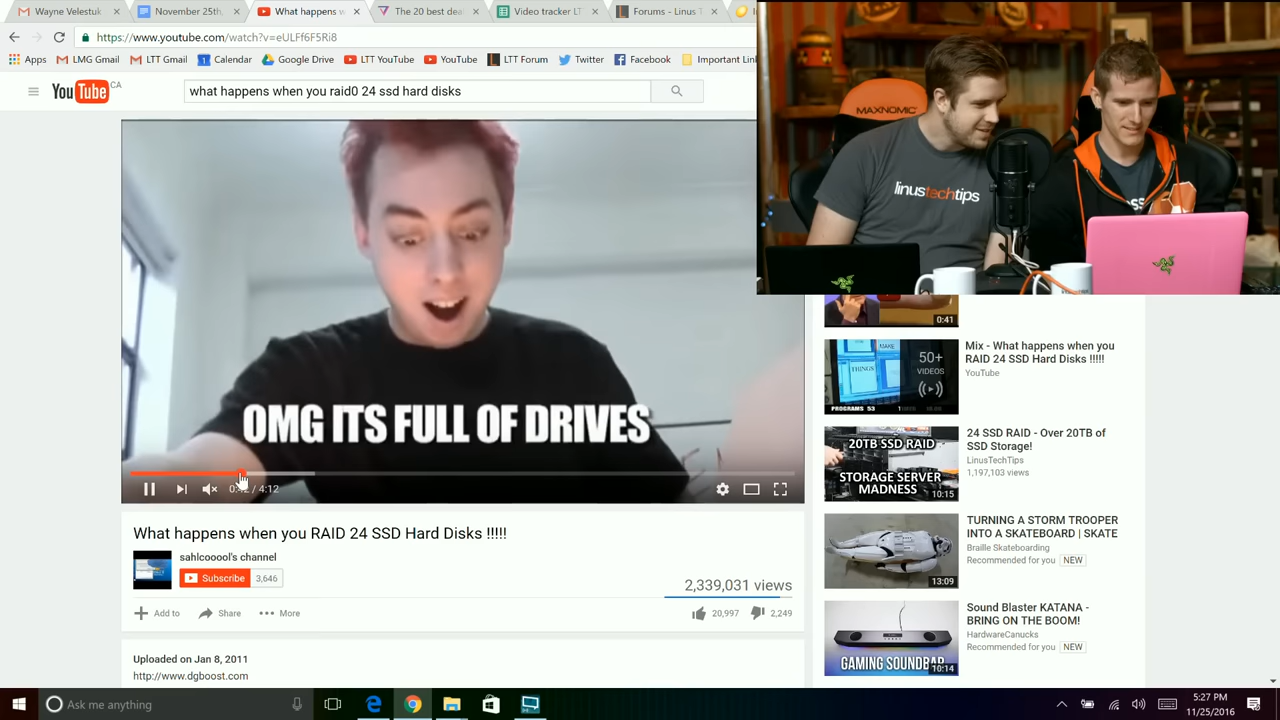 Wayne Velestuk
November 25th,
What happens w
The 20 best dea
Video tracker LT
Forums - Linus T
https://www.youtube.com/watch?v=eULFf6F5Ri8
Apps
LMG Gmail
LTT Gmail
Calendar
Google Drive
LTT YouTube
YouTube
LTT Forum
Twitter
Facebook
Important Lin
YouTube CA
what happens when you raid0 24 ssd hard disks
MAXNOMIC
linustechtips
OMG ITS FULL OF DRIVES
/ 4:12
What happens when you RAID 24 SSD Hard Disks !!!!!
sahlcooool's channel
Subscribe
3,646
2,339,031 views
Add to
Share
More
20,997
2,249
Uploaded on Jan 8, 2011
http://www.dgboost.com
0:41
50+
VIDEOS
MAKE
THINGS
PROGRAMS 53
Mix - What happens when you
RAID 24 SSD Hard Disks !!!!!
YouTube
20TB SSD RAID
STORAGE SERVER
MADNESS
10:15
24 SSD RAID - Over 20TB of
SSD Storage!
LinusTechTips
1,197,103 views
13:09
TURNING A STORM TROOPER
INTO A SKATEBOARD | SKATE
Braille Skateboarding
Recommended for you
NEW
GAMING SOUNDBAR
10:14
Sound Blaster KATANA -
BRING ON THE BOOM!
HardwareCanucks
Recommended for you
NEW
Ask me anything
5:27 PM
11/25/2016